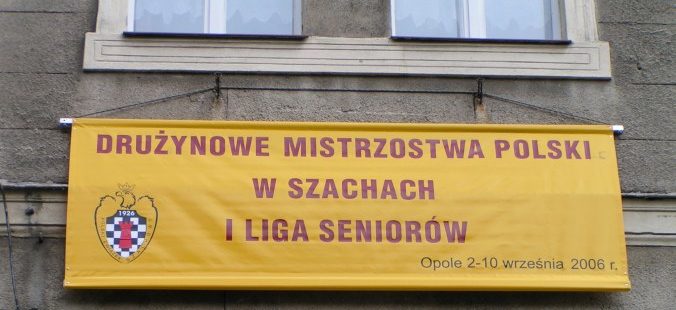 DRUŻYNOWE MISTRZOSTWA POLSKI
W SZACHACH
I LIGA SENIORÓW
1926
Opole 2-10 września 2006 r.